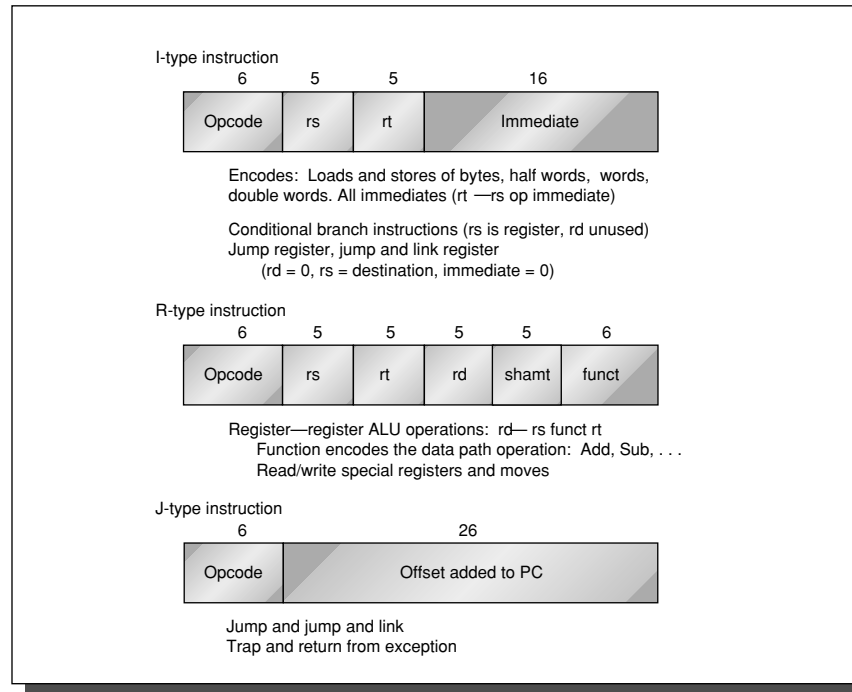 I-type instruction
6 5 5 16
Opcode rs rt Immediate
Encodes: Loads and stores of bytes, half words, words,
double words. All immediates (rt —rs op immediate)
Conditional branch instructions (rs is register, rd unused)
Jump register, jump and link register
(rd = 0, rs = destination, immediate = 0)
R-type instruction
6 5 5 5 5 6
Opcode rs rt rd shamt funct
Register—register ALU operations: rd— rs funct rt
Function encodes the data path operation: Add, Sub, . . .
Read/write special registers and moves
J-type instruction
6 26
Opcode Offset added to PC
Jump and jump and link
Trap and return from exception